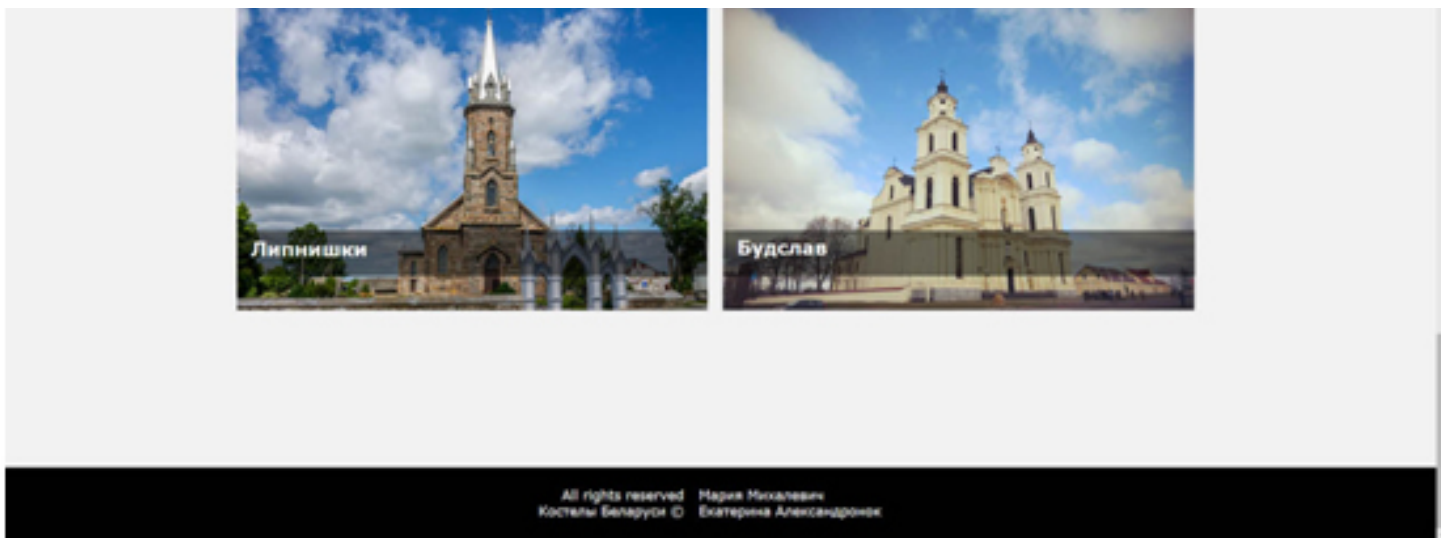 Липнишки
Будслав
All rights reserved Мария Михалевич
Костелы Беларуси © Екатерина Александронок